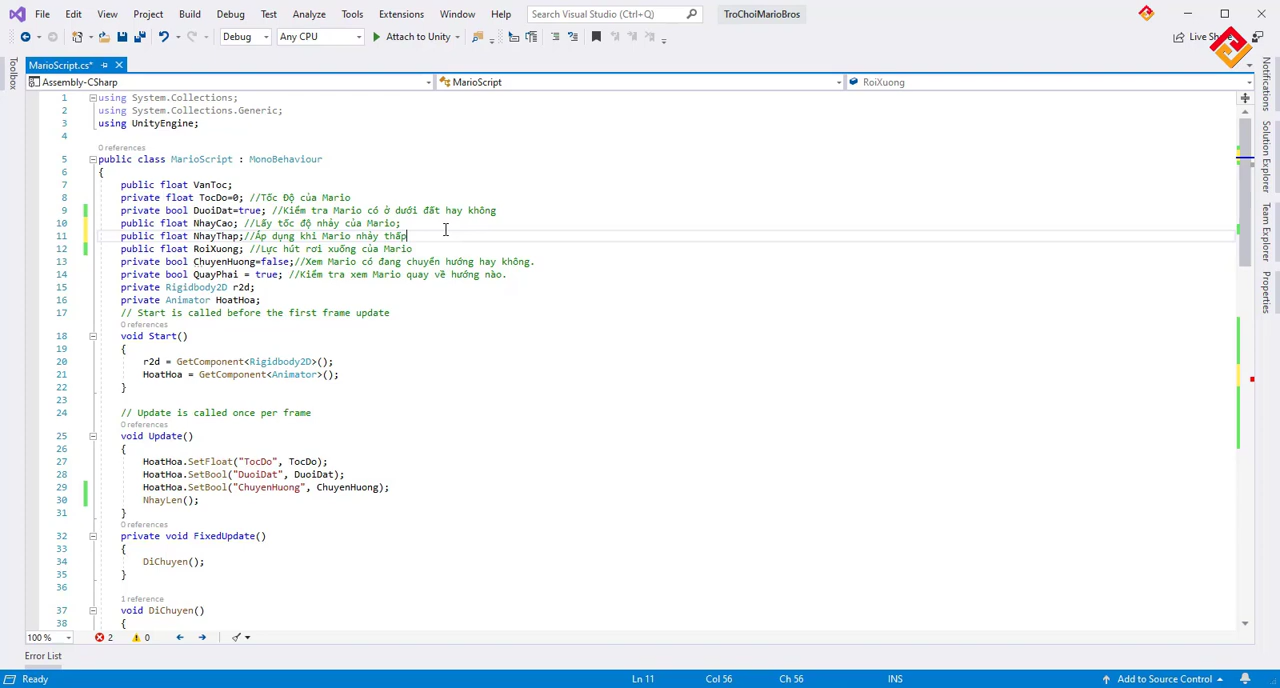 File Edit View Project Build Debug Test Analyze Tools Extensions Window Help Search Visual Studio (Ctrl+Q) TroChoiMarioBros
Debug Any CPU Attach to Unity Live Share
MarioScript.cs*
Assembly-CSharp MarioScript RoiXuong
1 using System.Collections;
2 using System.Collections.Generic;
3 using UnityEngine;
4
0 references
5 public class MarioScript : MonoBehaviour
6 {
7 public float VanToc;
8 private float TocDo=0; //Tốc Độ của Mario
9 private bool DuoiDat=true; //Kiểm tra Mario có ở dưới đất hay không
10 public float NhayCao; //Lấy tốc độ nhảy của Mario;
11 public float NhayThap;//Áp dụng khi Mario nhảy thấp
12 public float RoiXuong; //Lực hút rơi xuống của Mario
13 private bool ChuyenHuong=false;//Xem Mario có đang chuyển hướng hay không.
14 private bool QuayPhai = true; //Kiểm tra xem Mario quay về hướng nào.
15 private Rigidbody2D r2d;
16 private Animator HoatHoa;
17 // Start is called before the first frame update
0 references
18 void Start()
19 {
20 r2d = GetComponent<Rigidbody2D>();
21 HoatHoa = GetComponent<Animator>();
22 }
23
24 // Update is called once per frame
0 references
25 void Update()
26 {
27 HoatHoa.SetFloat("TocDo", TocDo);
28 HoatHoa.SetBool("DuoiDat", DuoiDat);
29 HoatHoa.SetBool("ChuyenHuong", ChuyenHuong);
30 NhayLen();
31 }
0 references
32 private void FixedUpdate()
33 {
34 DiChuyen();
35 }
36
1 reference
37 void DiChuyen()
38 {
100 % 2 0
Error List
Ready Ln 11 Col 56 Ch 56 INS Add to Source Control
Toolbox
Notifications
Solution Explorer
Team Explorer
Properties